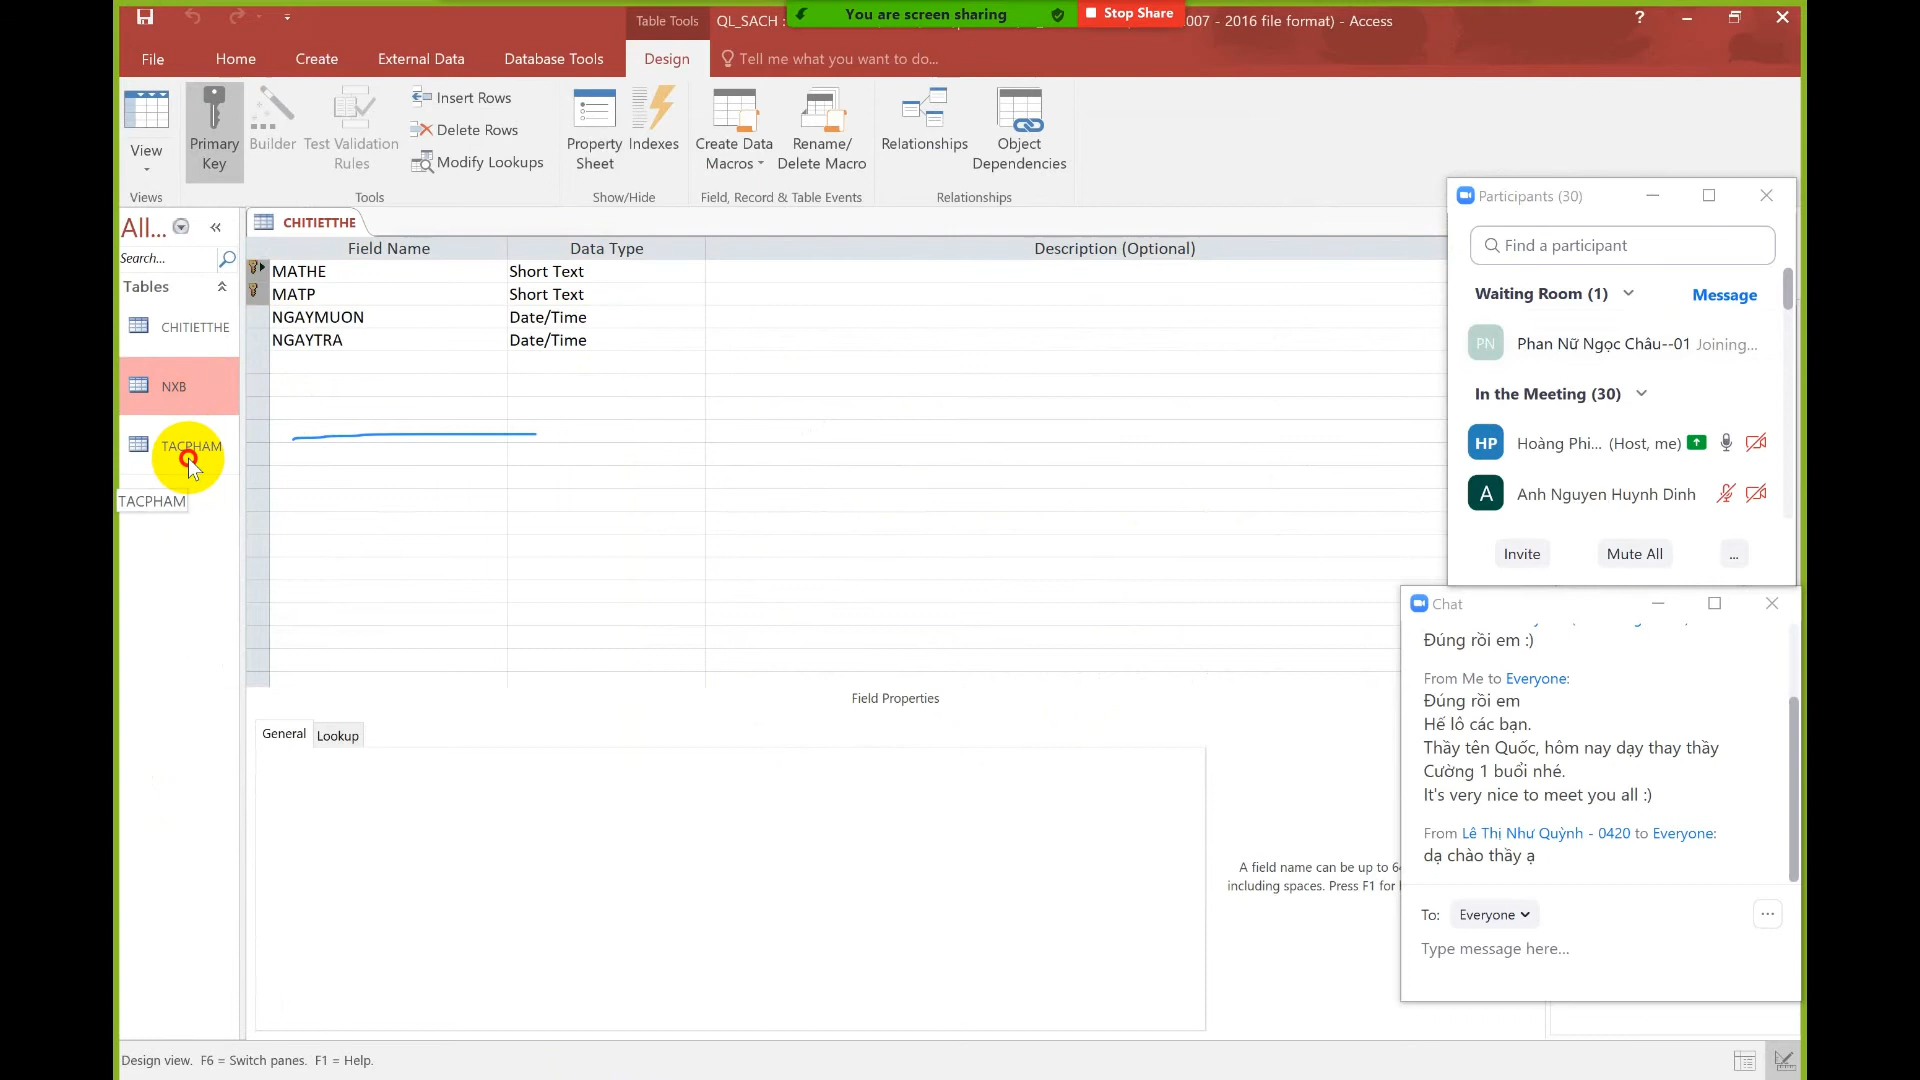 Table Tools
QL_SACH :
You are screen sharing
Stop Share
007 - 2016 file format) - Access
?
File
Home
Create
External Data
Database Tools
Design
Tell me what you want to do...
View
Primary
Key
Builder
Test Validation
Rules
Insert Rows
Delete Rows
Modify Lookups
Property
Sheet
Indexes
Create Data
Macros
Rename/
Delete Macro
Relationships
Object
Dependencies
Views
Tools
Show/Hide
Field, Record & Table Events
Relationships
All...
«
Search...
Tables
CHITIETTHE
NXB
TACPHAM
TACPHAM
CHITIETTHE
Field Name
Data Type
Description (Optional)
MATHE
Short Text
MATP
Short Text
NGAYMUON
Date/Time
NGAYTRA
Date/Time
Field Properties
General
Lookup
A field name can be up to 6
including spaces. Press F1 for
Participants (30)
Find a participant
Waiting Room (1)
Message
PN
Phan Nữ Ngọc Châu--01
Joining...
In the Meeting (30)
HP
Hoàng Phi... (Host, me)
A
Anh Nguyen Huynh Dinh
Invite
Mute All
...
Chat
Đúng rồi em :)
From Me to Everyone:
Đúng rồi em
Hế lô các bạn.
Thầy tên Quốc, hôm nay dạy thay thầy
Cường 1 buổi nhé.
It's very nice to meet you all :)
From Lê Thị Như Quỳnh - 0420 to Everyone:
dạ chào thầy ạ
To:
Everyone
...
Type message here...
Design view. F6 = Switch panes. F1 = Help.